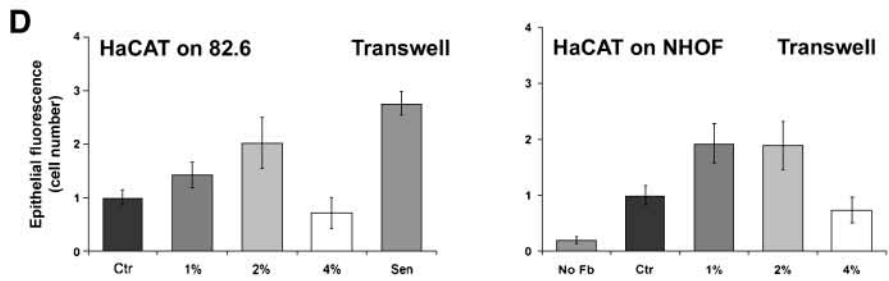 D
HaCAT on 82.6 Transwell
Epithelial fluorescence
(cell number)
4
3
2
1
0
Ctr 1% 2% 4% Sen
HaCAT on NHOF Transwell
4
3
2
1
0
No Fb Ctr 1% 2% 4%